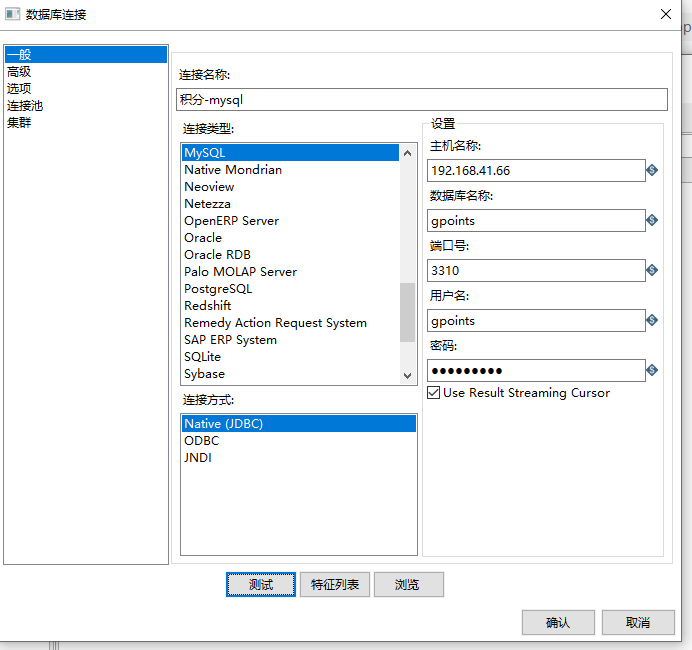 数据库连接
一般
高级
选项
连接池
集群
连接名称:
积分-mysql
连接类型:
MySQL
Native Mondrian
Neoview
Netezza
OpenERP Server
Oracle
Oracle RDB
Palo MOLAP Server
PostgreSQL
Redshift
Remedy Action Request System
SAP ERP System
SQLite
Sybase
连接方式:
Native (JDBC)
ODBC
JNDI
设置
主机名称:
192.168.41.66
数据库名称:
gpoints
端口号:
3310
用户名:
gpoints
密码:
●●●●●●●●●
Use Result Streaming Cursor
测试
特征列表
浏览
确认
取消